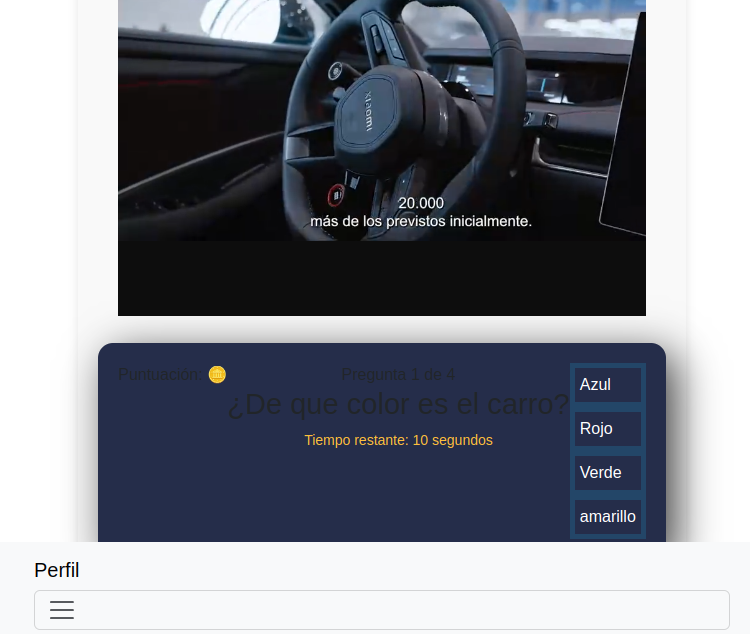 xiaomi
20.000
más de los previstos inicialmente.
Puntuación: 🪙
Pregunta 1 de 4
¿De que color es el carro?
Tiempo restante: 10 segundos
Azul
Rojo
Verde
amarillo
Perfil